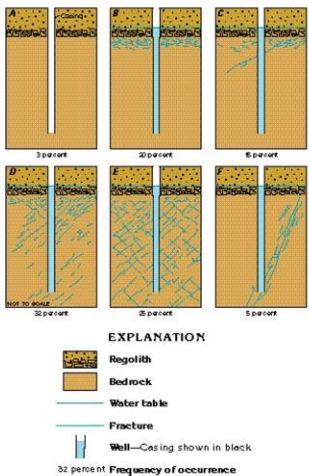 A Casing B C
3 percent 20 percent 15 percent
D E F
NOT TO SCALE
32 percent 25 percent 5 percent
EXPLANATION
Regolith
Bedrock
Water table
Fracture
Well—Casing shown in black
32 percent Frequency of occurrence